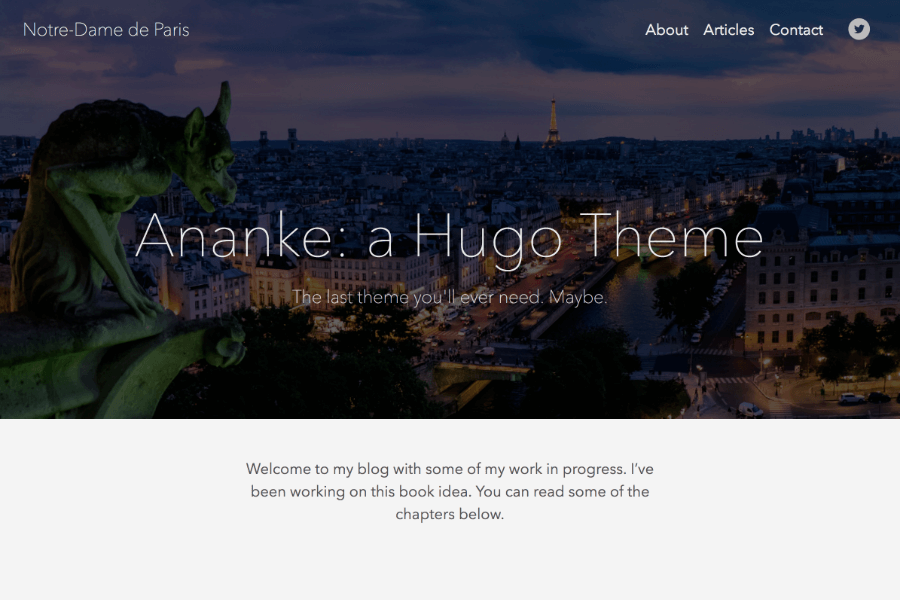 Notre-Dame de Paris
About Articles Contact
Ananke: a Hugo Theme
The last theme you'll ever need. Maybe.
Welcome to my blog with some of my work in progress. I’ve
been working on this book idea. You can read some of the
chapters below.